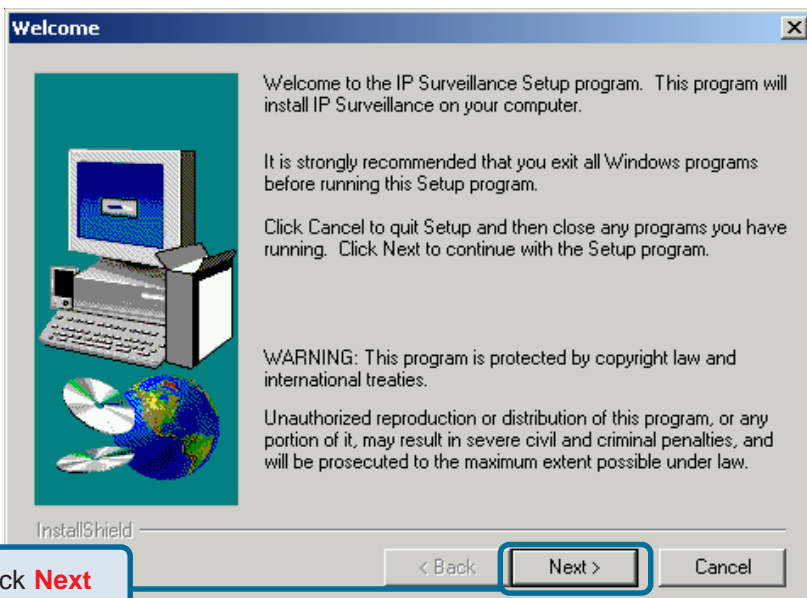 Welcome
Welcome to the IP Surveillance Setup program.  This program will
install IP Surveillance on your computer.
It is strongly recommended that you exit all Windows programs
before running this Setup program.
Click Cancel to quit Setup and then close any programs you have
running.  Click Next to continue with the Setup program.
WARNING: This program is protected by copyright law and
international treaties.
Unauthorized reproduction or distribution of this program, or any
portion of it, may result in severe civil and criminal penalties, and
will be prosecuted to the maximum extent possible under law.
InstallShield
< Back
Next >
Cancel
ck Next